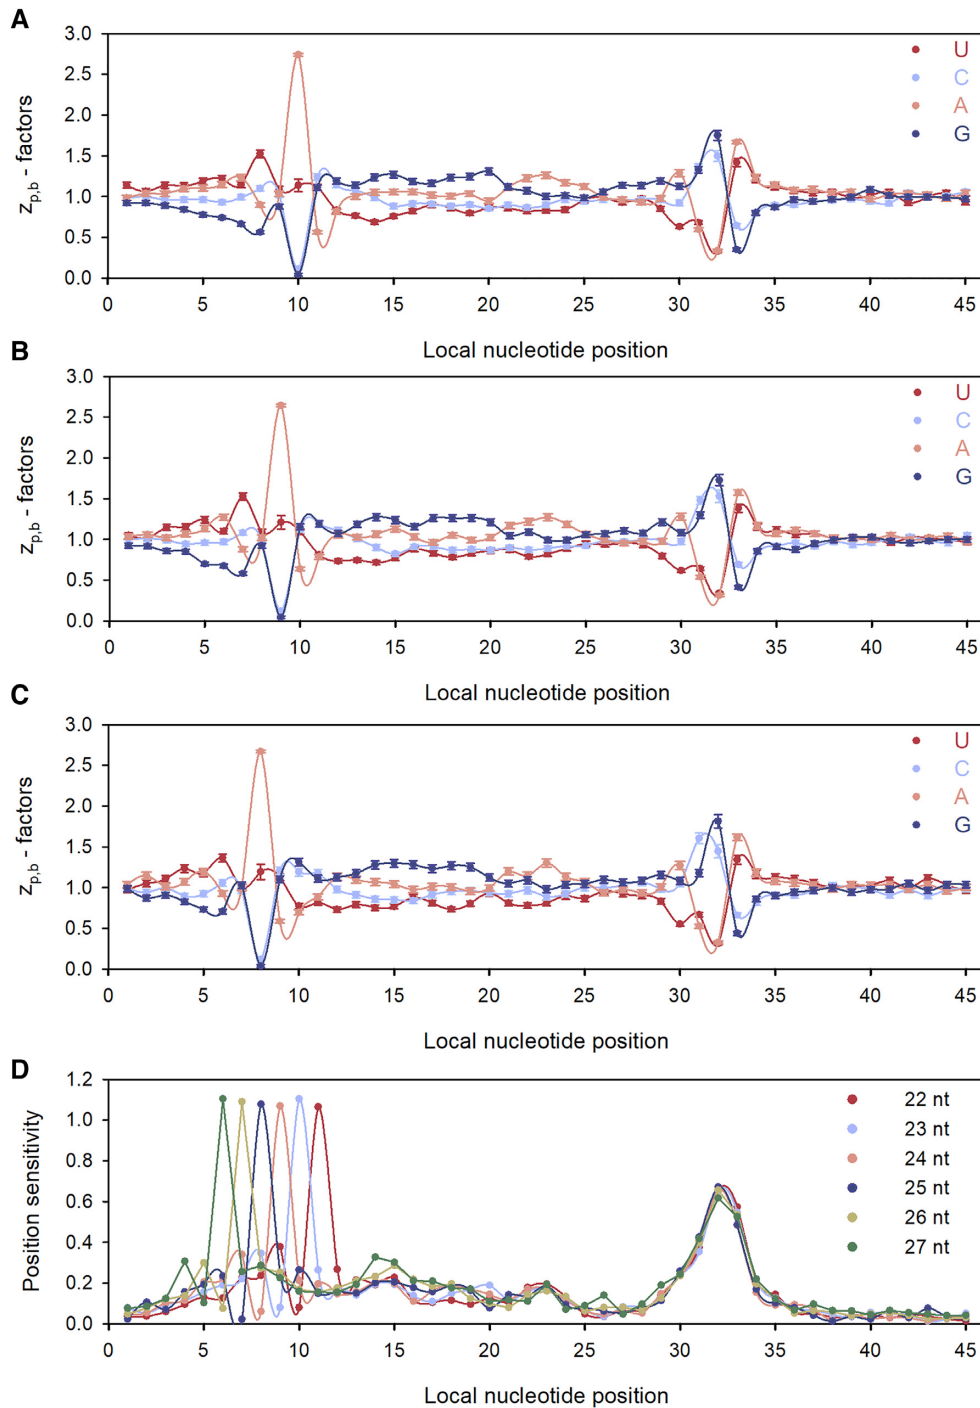 A
3.0
2.5
2.0
1.5
1.0
0.5
0.0
z p,b - factors
U
C
A
G
0 5 10 15 20 25 30 35 40 45
Local nucleotide position
B
3.0
2.5
2.0
1.5
1.0
0.5
0.0
z p,b - factors
U
C
A
G
0 5 10 15 20 25 30 35 40 45
Local nucleotide position
C
3.0
2.5
2.0
1.5
1.0
0.5
0.0
z p,b - factors
U
C
A
G
0 5 10 15 20 25 30 35 40 45
Local nucleotide position
D
1.2
1.0
0.8
0.6
0.4
0.2
0.0
Position sensitivity
22 nt
23 nt
24 nt
25 nt
26 nt
27 nt
0 5 10 15 20 25 30 35 40 45
Local nucleotide position